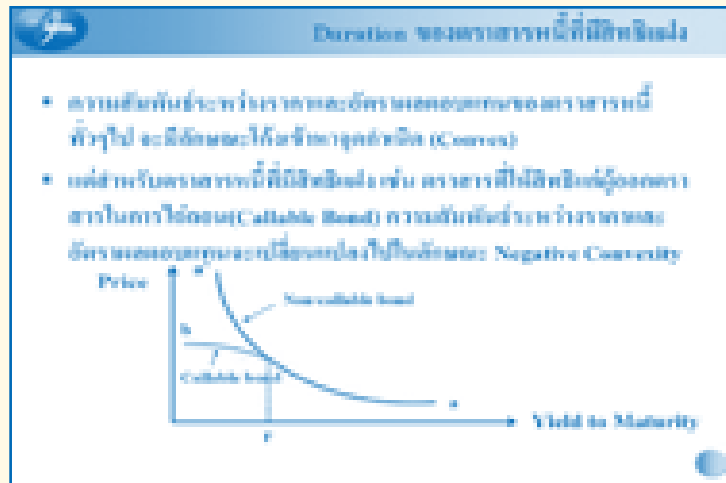 Duration ของตราสารหนี้ที่มีสิทธิแฝง
• ความสัมพันธ์ระหว่างราคาและอัตราผลตอบแทนของตราสารหนี้
ทั่วๆไป จะมีลักษณะโค้งเข้าหาจุดกำเนิด (Convex)
• แต่สำหรับตราสารหนี้ที่มีสิทธิแฝง เช่น ตราสารที่ให้สิทธิแก่ผู้ออกตรา
สารในการไถ่ถอน(Callable Bond) ความสัมพันธ์ระหว่างราคาและ
อัตราผลตอบแทนจะเปลี่ยนแปลงไปในลักษณะ Negative Convexity
Price
a'
Non-callable bond
b
Callable bond
a
Yield to Maturity